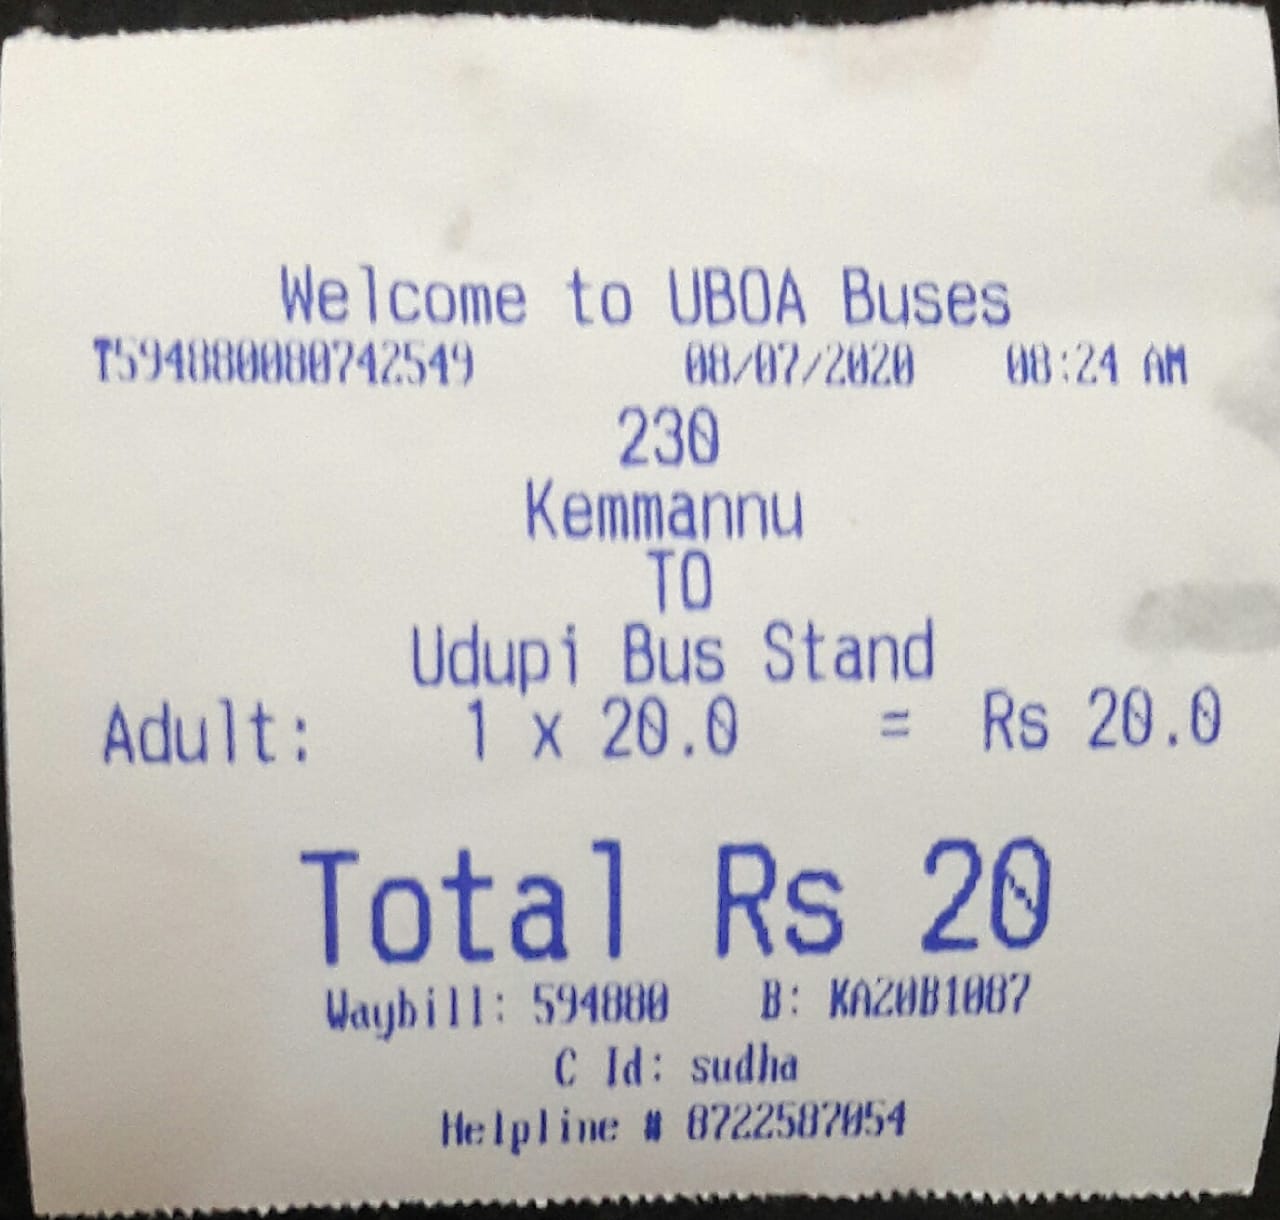 Welcome to UBOA Buses
T594880080742549 08/07/2020 08:24 AM
230
Kemmannu
TO
Udupi Bus Stand
Adult: 1 x 20.0 = Rs 20.0
Total Rs 20
Waybill: 594880 B: KA20B1087
C Id: sudha
Helpline # 8722587054